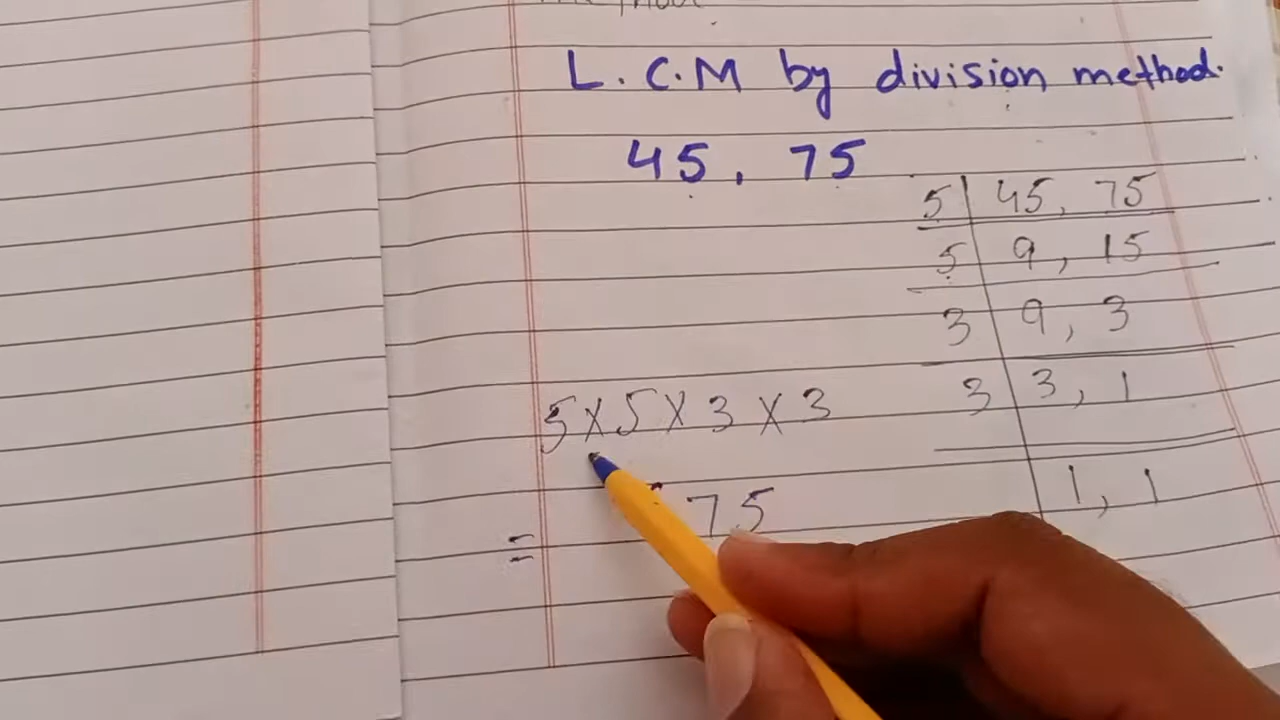 L.C.M by division method.
45, 75
5 | 45, 75
5 | 9, 15
3 | 9, 3
3 | 3, 1
1, 1
5 X 5 X 3 X 3
= 75